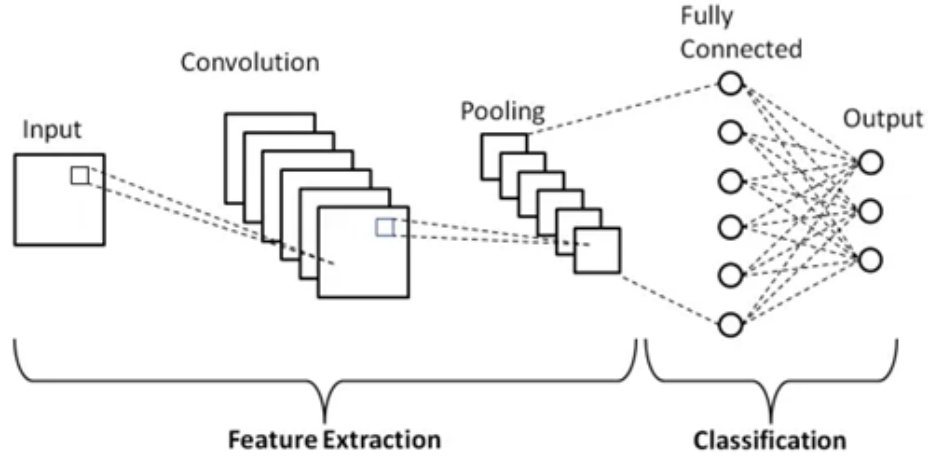 Input
Convolution
Pooling
Fully
Connected
Output
Feature Extraction
Classification